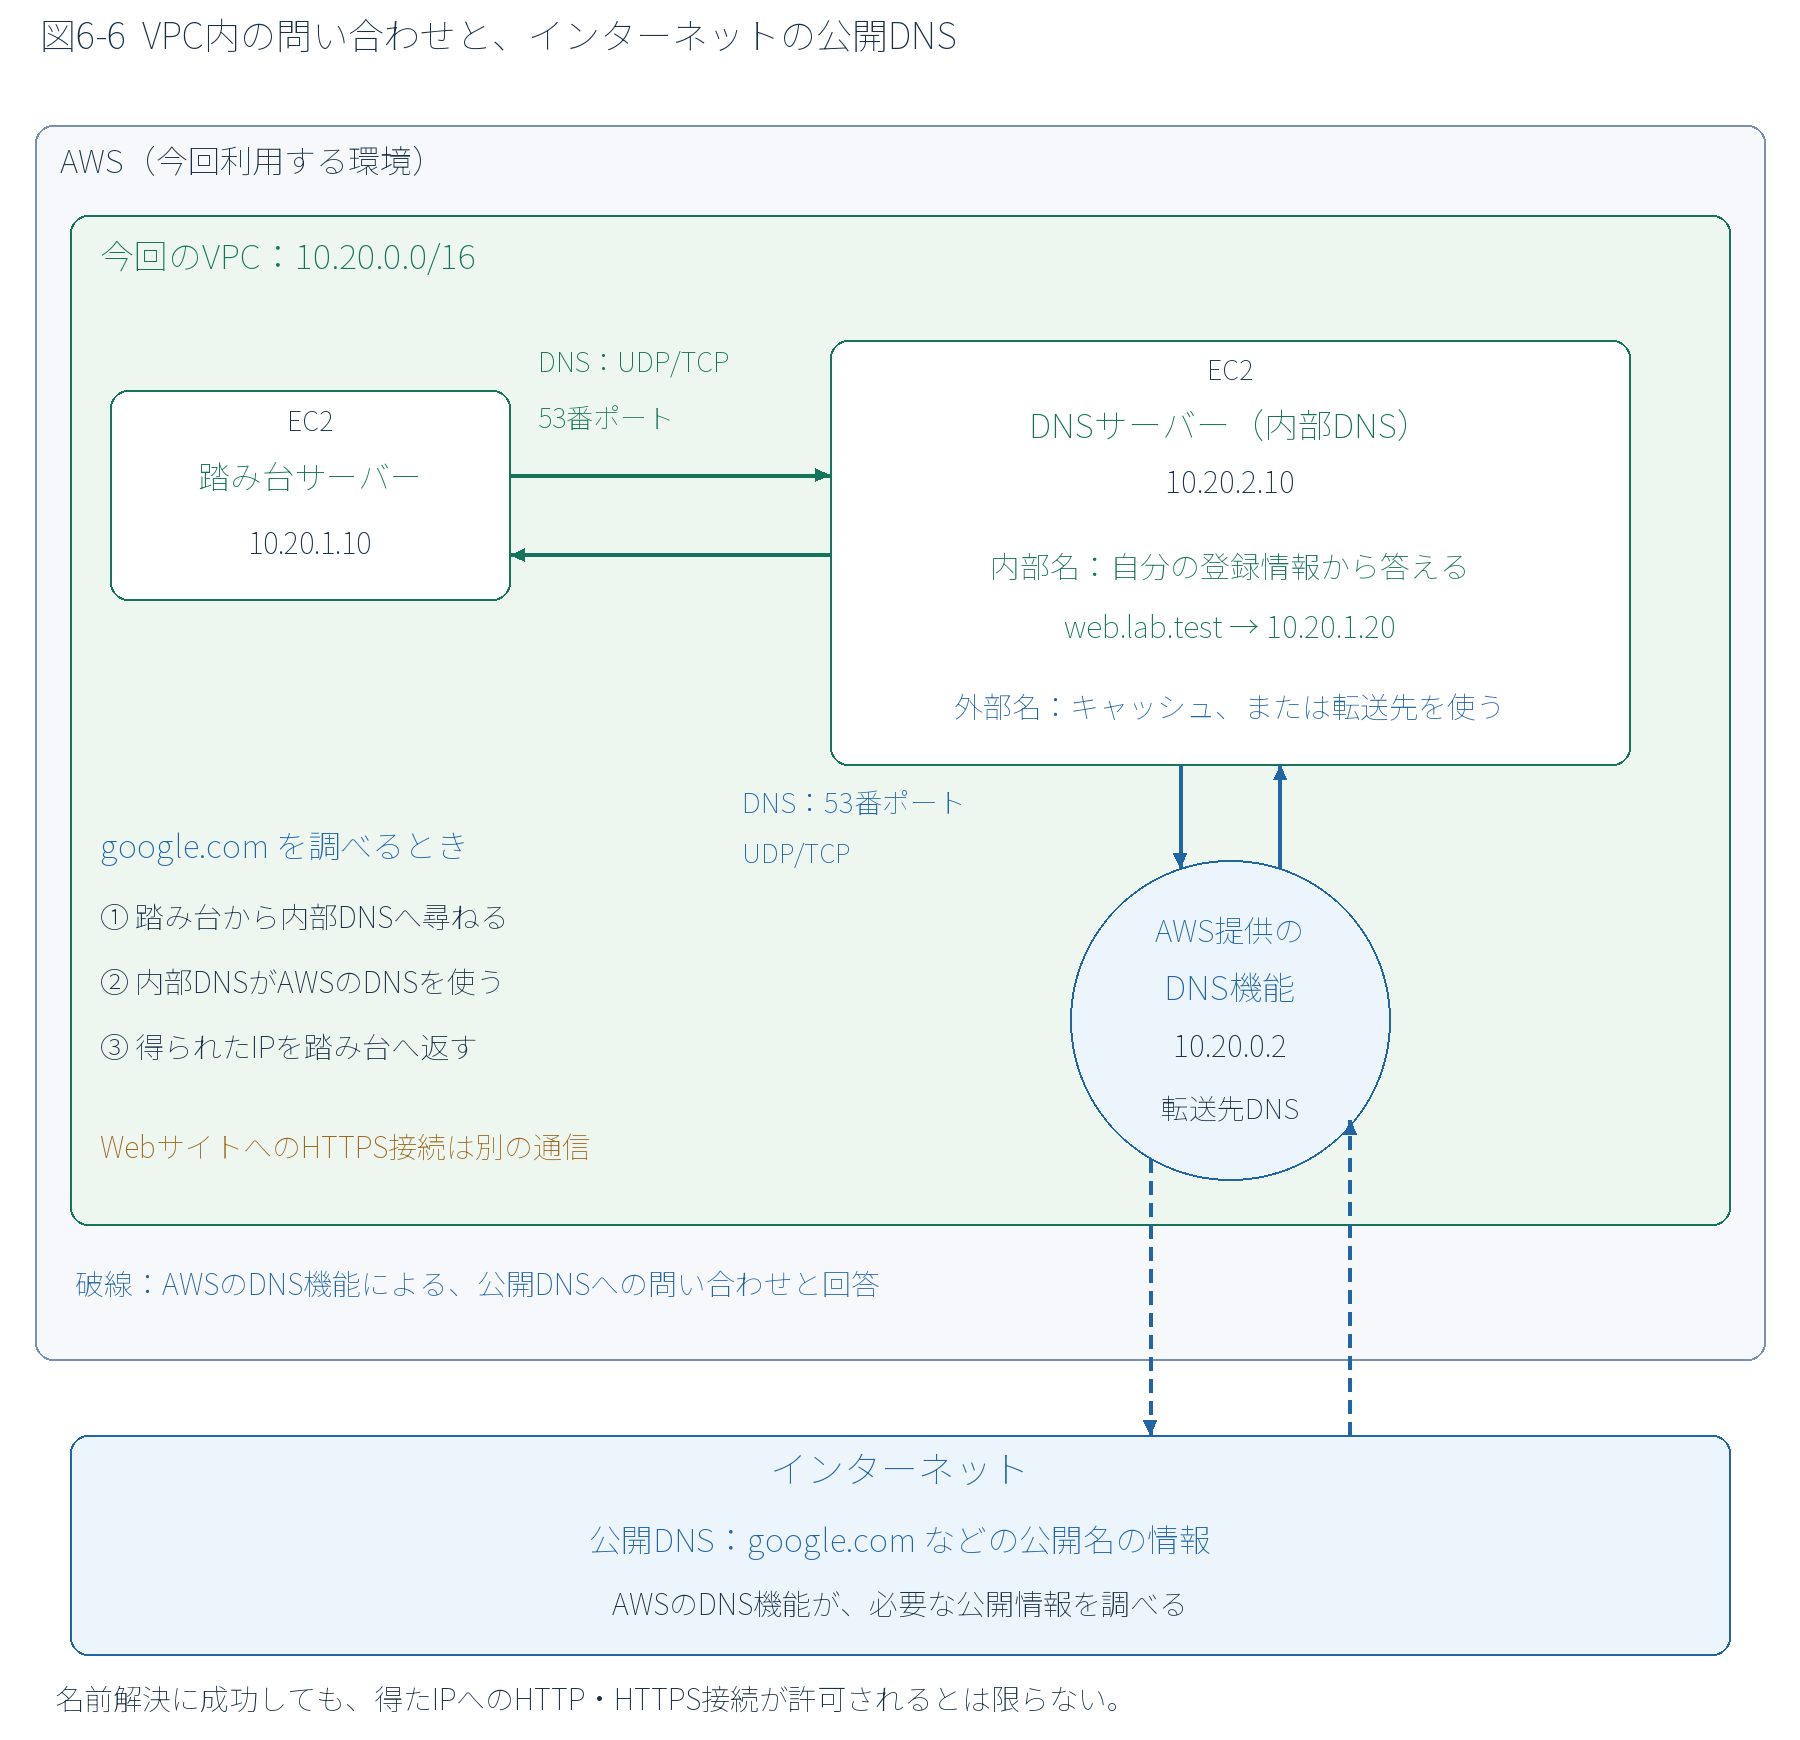 図6-6 VPC内の問い合わせと、インターネットの公開DNS
AWS（今回利用する環境）
今回のVPC：10.20.0.0/16
DNS：UDP/TCP
53番ポート
EC2
踏み台サーバー
10.20.1.10
EC2
DNSサーバー（内部DNS）
10.20.2.10
内部名：自分の登録情報から答える
web.lab.test → 10.20.1.20
外部名：キャッシュ、または転送先を使う
DNS：53番ポート
UDP/TCP
google.com を調べるとき
① 踏み台から内部DNSへ尋ねる
② 内部DNSがAWSのDNSを使う
③ 得られたIPを踏み台へ返す
WebサイトへのHTTPS接続は別の通信
AWS提供の
DNS機能
10.20.0.2
転送先DNS
破線：AWSのDNS機能による、公開DNSへの問い合わせと回答
インターネット
公開DNS：google.com などの公開名の情報
AWSのDNS機能が、必要な公開情報を調べる
名前解決に成功しても、得たIPへのHTTP・HTTPS接続が許可されるとは限らない。